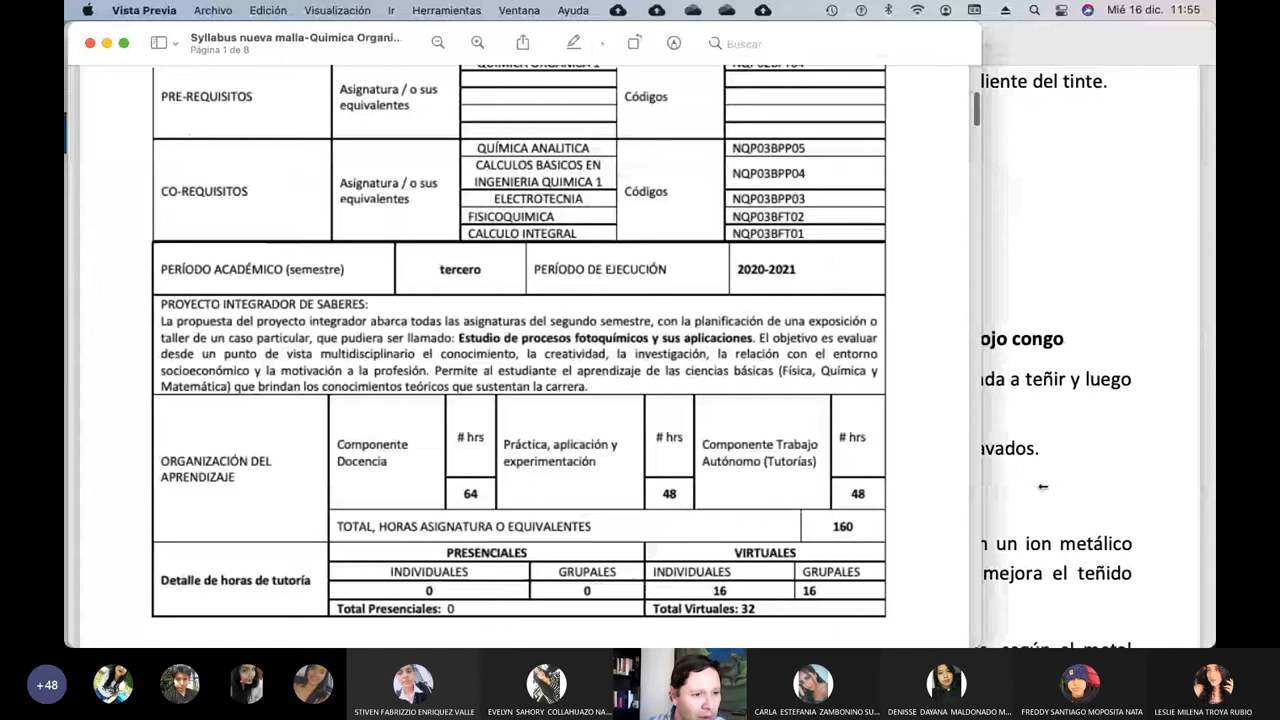 Vista Previa Archivo Edición Visualización Ir Herramientas Ventana Ayuda Mié 16 dic. 11:55
Syllabus nueva malla-Quimica Organi...
Página 1 de 8
Buscar
QUIMICA ORGANICA 1
PRE-REQUISITOS
Asignatura / o sus
equivalentes
Códigos
CO-REQUISITOS
Asignatura / o sus
equivalentes
QUÍMICA ANALITICA
CALCULOS BASICOS EN
INGENIERIA QUIMICA 1
ELECTROTECNIA
FISICOQUIMICA
CALCULO INTEGRAL
Códigos
NQP03BPP05
NQP03BPP04
NQP03BPP03
NQP03BFT02
NQP03BFT01
PERÍODO ACADÉMICO (semestre) tercero PERÍODO DE EJECUCIÓN 2020-2021
PROYECTO INTEGRADOR DE SABERES:
La propuesta del proyecto integrador abarca todas las asignaturas del segundo semestre, con la planificación de una exposición o
taller de un caso particular, que pudiera ser llamado: Estudio de procesos fotoquímicos y sus aplicaciones. El objetivo es evaluar
desde un punto de vista multidisciplinario el conocimiento, la creatividad, la investigación, la relación con el entorno
socioeconómico y la motivación a la profesión. Permite al estudiante el aprendizaje de las ciencias básicas (Física, Química y
Matemática) que brindan los conocimientos teóricos que sustentan la carrera.
ORGANIZACIÓN DEL
APRENDIZAJE
Componente
Docencia
# hrs
64
Práctica, aplicación y
experimentación
# hrs
48
Componente Trabajo
Autónomo (Tutorías)
# hrs
48
TOTAL, HORAS ASIGNATURA O EQUIVALENTES 160
Detalle de horas de tutoría
PRESENCIALES VIRTUALES
INDIVIDUALES GRUPALES INDIVIDUALES GRUPALES
0 0 16 16
Total Presenciales: 0 Total Virtuales: 32
liente del tinte.
ojo congo
da a teñir y luego
avados.
n un ion metálico
mejora el teñido
según el metal
+48
STIVEN FABRIZZIO ENRIQUEZ VALLE
EVELYN SAHORY COLLAHUAZO NA...
CARLA ESTEFANIA ZAMBONINO SU...
DENISSE DAYANA MALDONADO M...
FREDDY SANTIAGO MOPOSITA NATA
LESLIE MILENA TROYA RUBIO